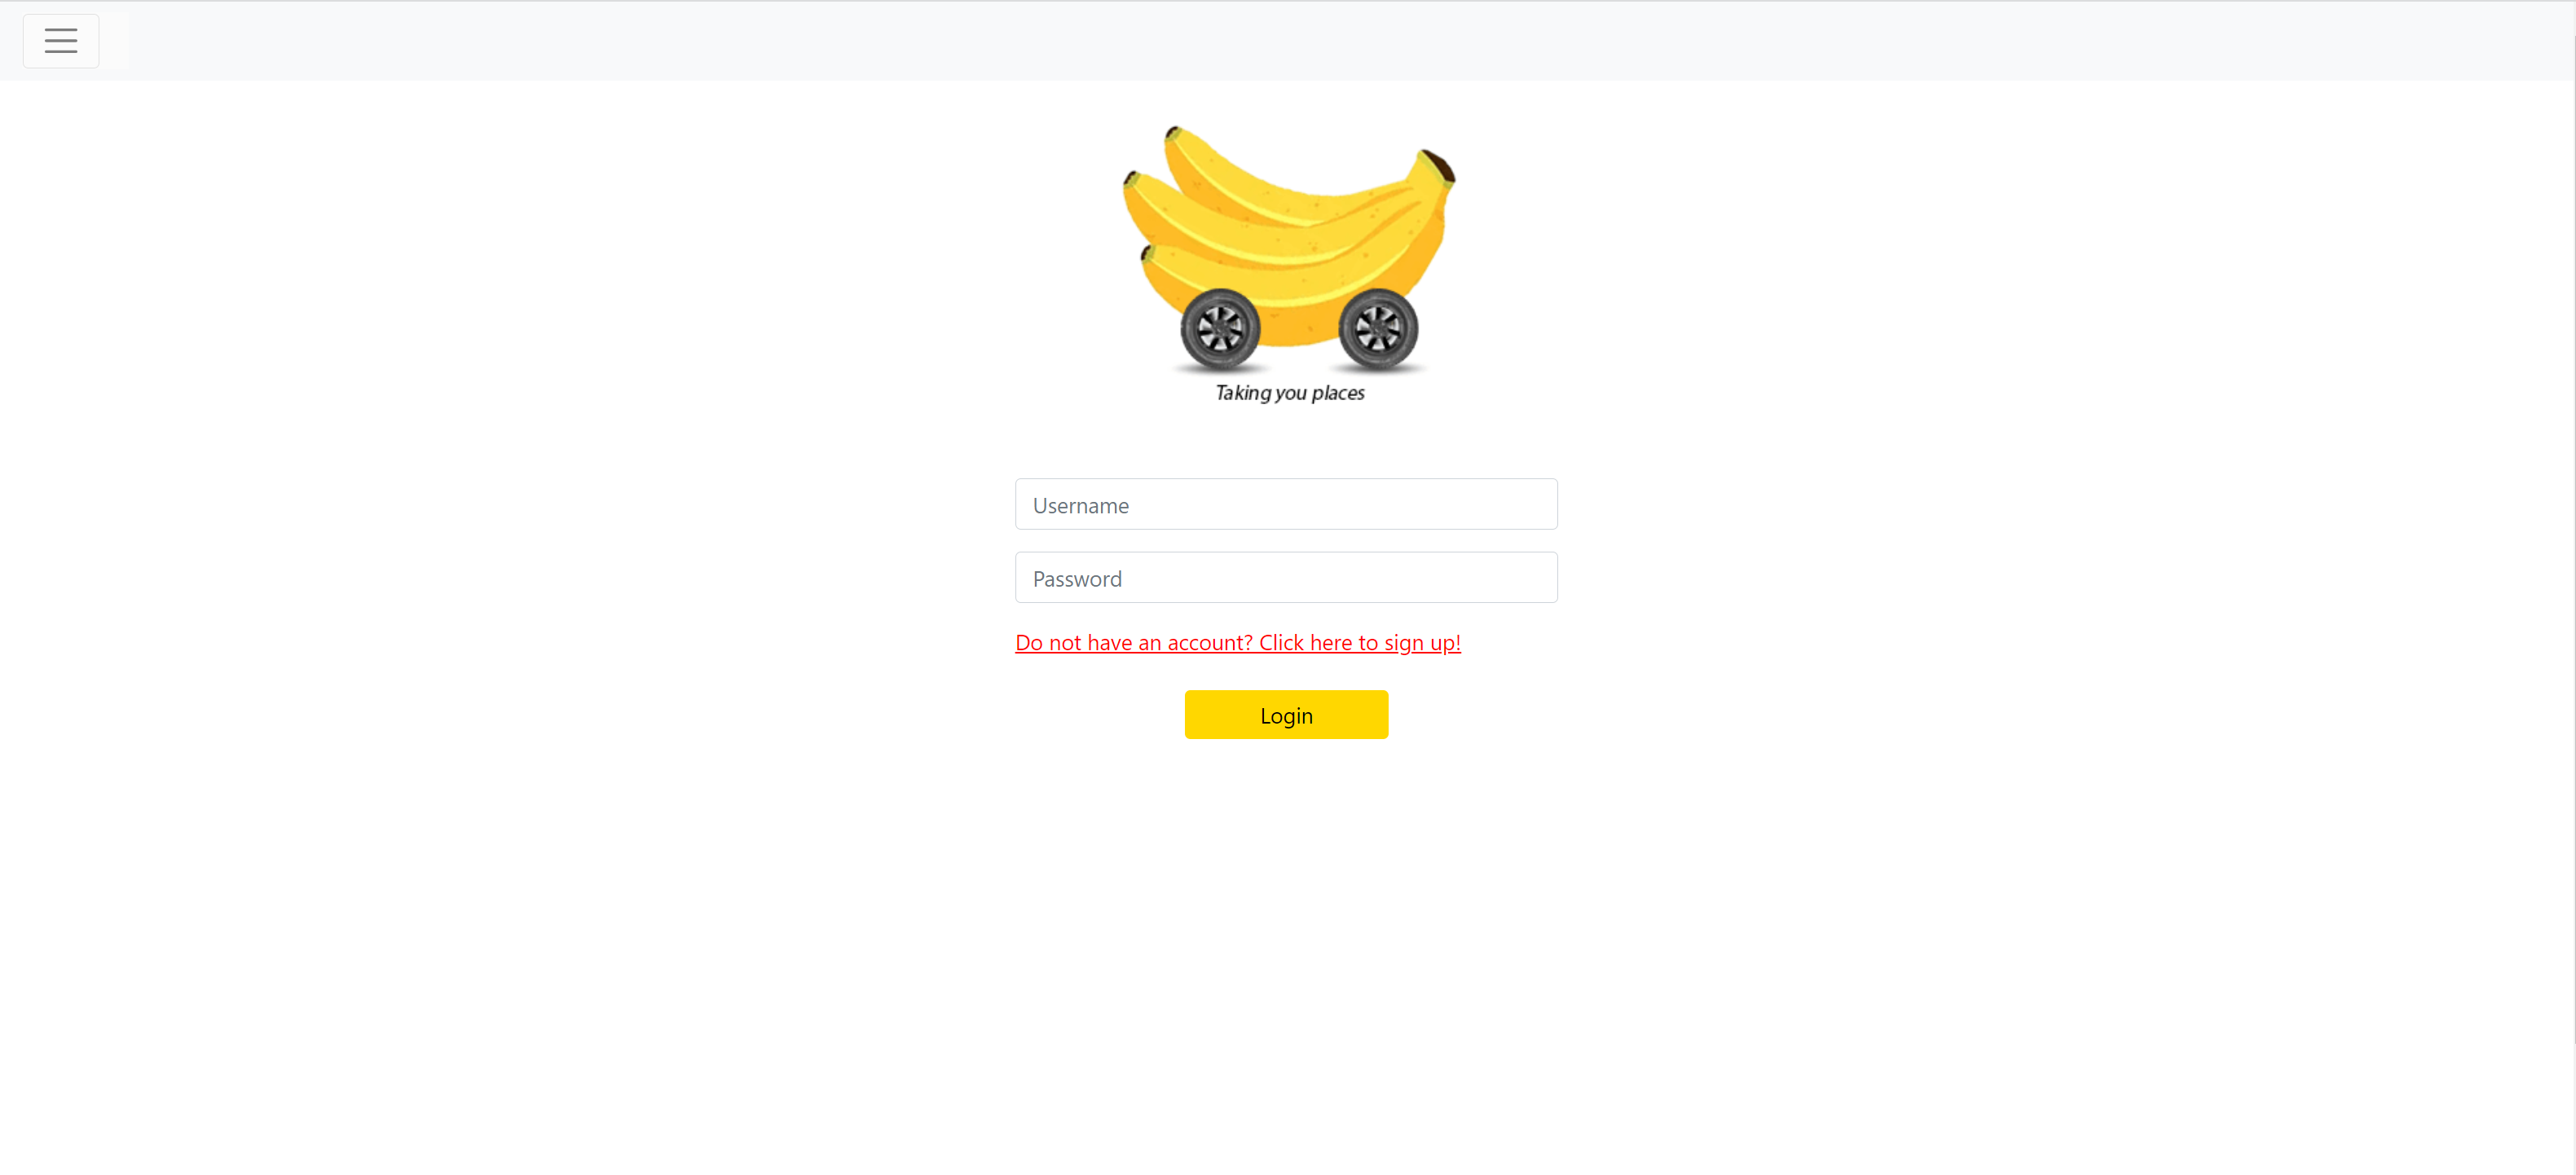 Taking you places
Username
Password
Do not have an account? Click here to sign up!
Login